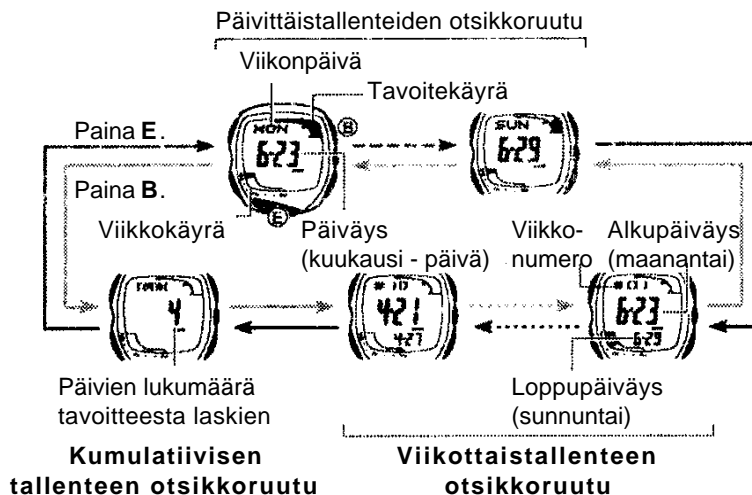 Päivittäistallenteiden otsikkoruutu
Viikonpäivä
Tavoitekäyrä
Paina E.
MON
6-23
B
SUN
6-29
Paina B.
E
Viikkokäyrä
Päiväys
(kuukausi - päivä)
Viikko-
numero
Alkupäiväys
(maanantai)
4
4-21
4-27
6-23
6-29
Päivien lukumäärä
tavoitteesta laskien
Loppupäiväys
(sunnuntai)
Kumulatiivisen
tallenteen otsikkoruutu
Viikottaistallenteen
otsikkoruutu